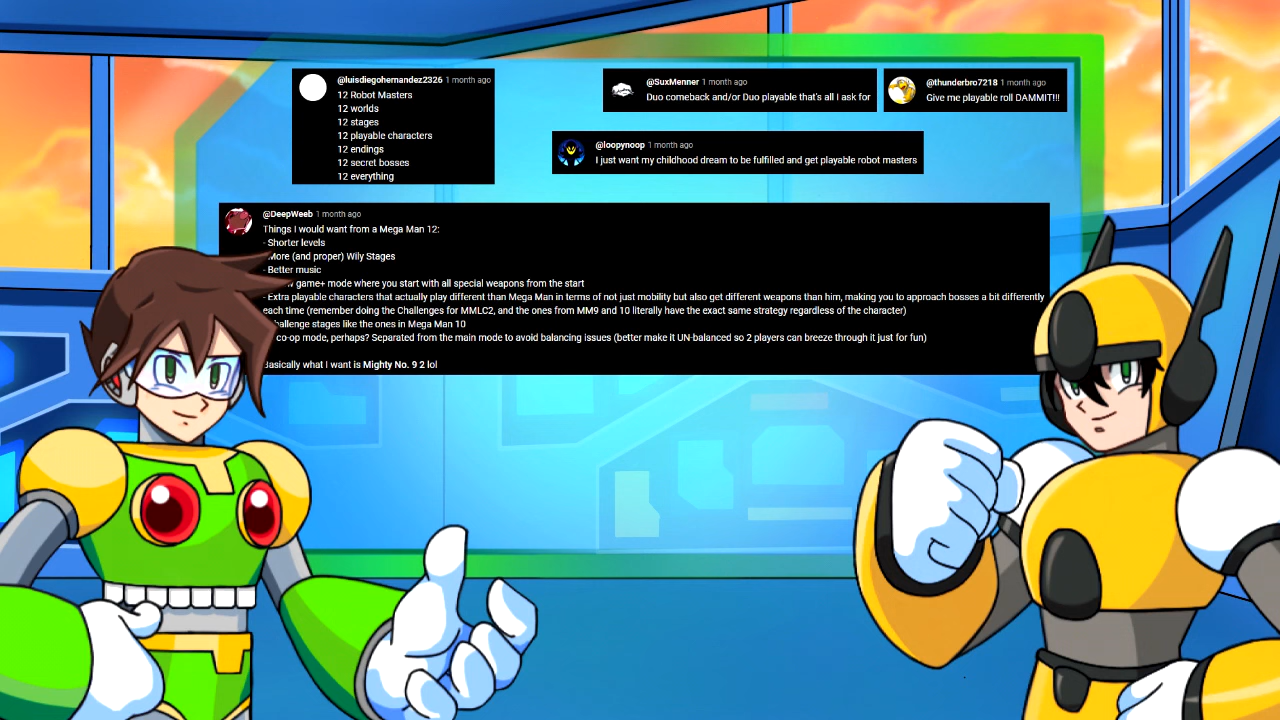 @luisdiegohernandez2326 1 month ago
12 Robot Masters
12 worlds
12 stages
12 playable characters
12 endings
12 secret bosses
12 everything
@SuxMenner 1 month ago
Duo comeback and/or Duo playable that's all I ask for
@thunderbro7218 1 month ago
Give me playable roll DAMMIT!!!
@loopynoop 1 month ago
I just want my childhood dream to be fulfilled and get playable robot masters
@DeepWeeb 1 month ago
Things I would want from a Mega Man 12:
- Shorter levels
More (and proper) Wily Stages
- Better music
game+ mode where you start with all special weapons from the start
- Extra playable characters that actually play different than Mega Man in terms of not just mobility but also get different weapons than him, making you to approach bosses a bit differently
each time (remember doing the Challenges for MMLC2, and the ones from MM9 and 10 literally have the exact same strategy regardless of the character)
hallenge stages like the ones in Mega Man 10
co-op mode, perhaps? Separated from the main mode to avoid balancing issues (better make it UN-balanced so 2 players can breeze through it just for fun)
Basically what I want is Mighty No. 9 2 lol